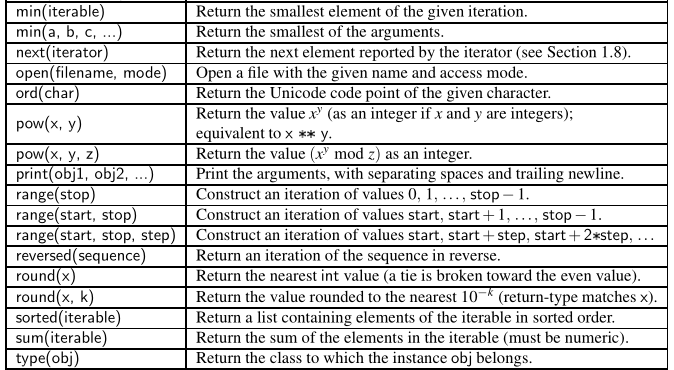 min(iterable) Return the smallest element of the given iteration.
min(a, b, c, ...) Return the smallest of the arguments.
next(iterator) Return the next element reported by the iterator (see Section 1.8).
open(filename, mode) Open a file with the given name and access mode.
ord(char) Return the Unicode code point of the given character.
pow(x, y) Return the value xʸ (as an integer if x and y are integers);
equivalent to x ** y.
pow(x, y, z) Return the value (xʸ mod z) as an integer.
print(obj1, obj2, ...) Print the arguments, with separating spaces and trailing newline.
range(stop) Construct an iteration of values 0, 1, ..., stop − 1.
range(start, stop) Construct an iteration of values start, start + 1, ..., stop − 1.
range(start, stop, step) Construct an iteration of values start, start + step, start + 2*step, ...
reversed(sequence) Return an iteration of the sequence in reverse.
round(x) Return the nearest int value (a tie is broken toward the even value).
round(x, k) Return the value rounded to the nearest 10⁻ᵏ (return-type matches x).
sorted(iterable) Return a list containing elements of the iterable in sorted order.
sum(iterable) Return the sum of the elements in the iterable (must be numeric).
type(obj) Return the class to which the instance obj belongs.